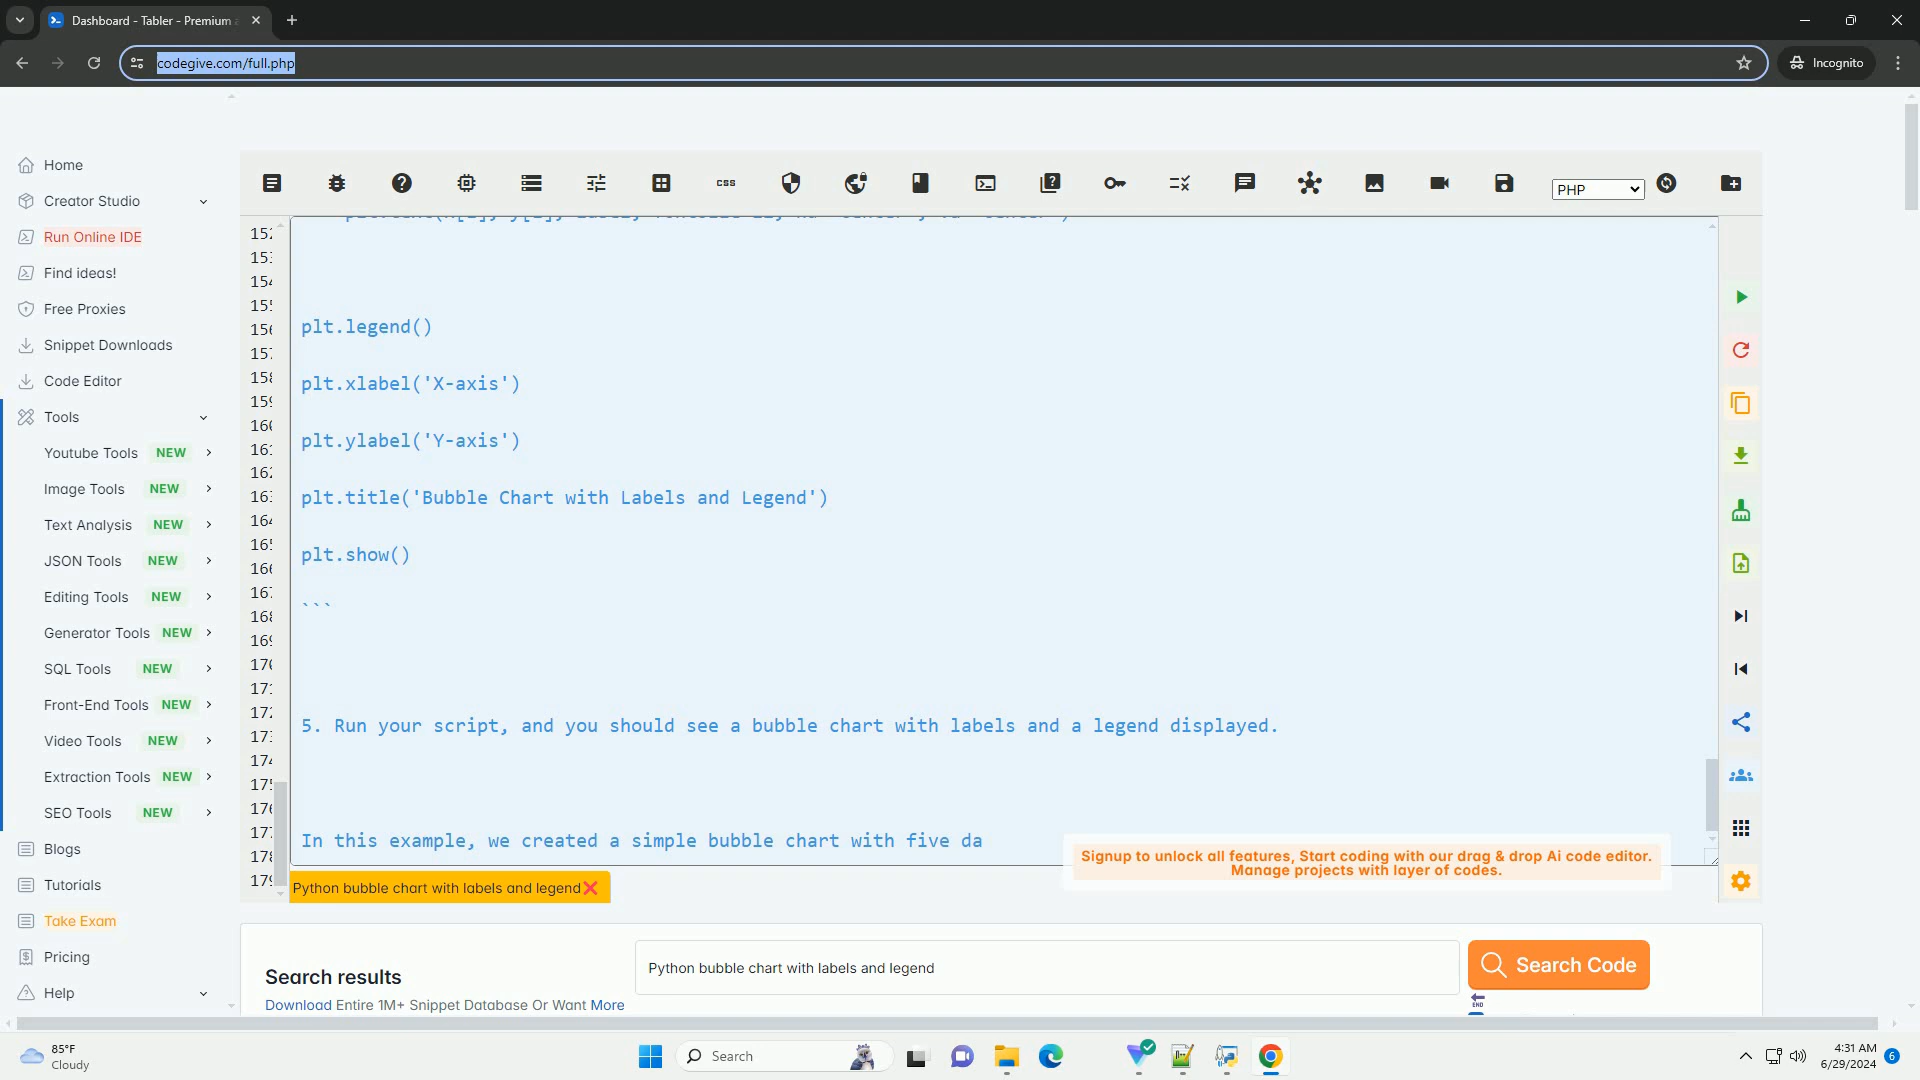 Dashboard - Tabler - Premium
codegive.com/full.php
Incognito
Home
Creator Studio
Run Online IDE
Find ideas!
Free Proxies
Snippet Downloads
Code Editor
Tools
Youtube Tools NEW
Image Tools NEW
Text Analysis NEW
JSON Tools NEW
Editing Tools NEW
Generator Tools NEW
SQL Tools NEW
Front-End Tools NEW
Video Tools NEW
Extraction Tools NEW
SEO Tools NEW
Blogs
Tutorials
Take Exam
Pricing
Help
CSS
PHP
plt.legend()
plt.xlabel('X-axis')
plt.ylabel('Y-axis')
plt.title('Bubble Chart with Labels and Legend')
plt.show()
```
5. Run your script, and you should see a bubble chart with labels and a legend displayed.
In this example, we created a simple bubble chart with five da
Signup to unlock all features, Start coding with our drag & drop Ai code editor.
Manage projects with layer of codes.
Python bubble chart with labels and legend❌
Search results
Download Entire 1M+ Snippet Database Or Want More
Python bubble chart with labels and legend
Search Code
END
85°F
Cloudy
Search
4:31 AM
6/29/2024
6